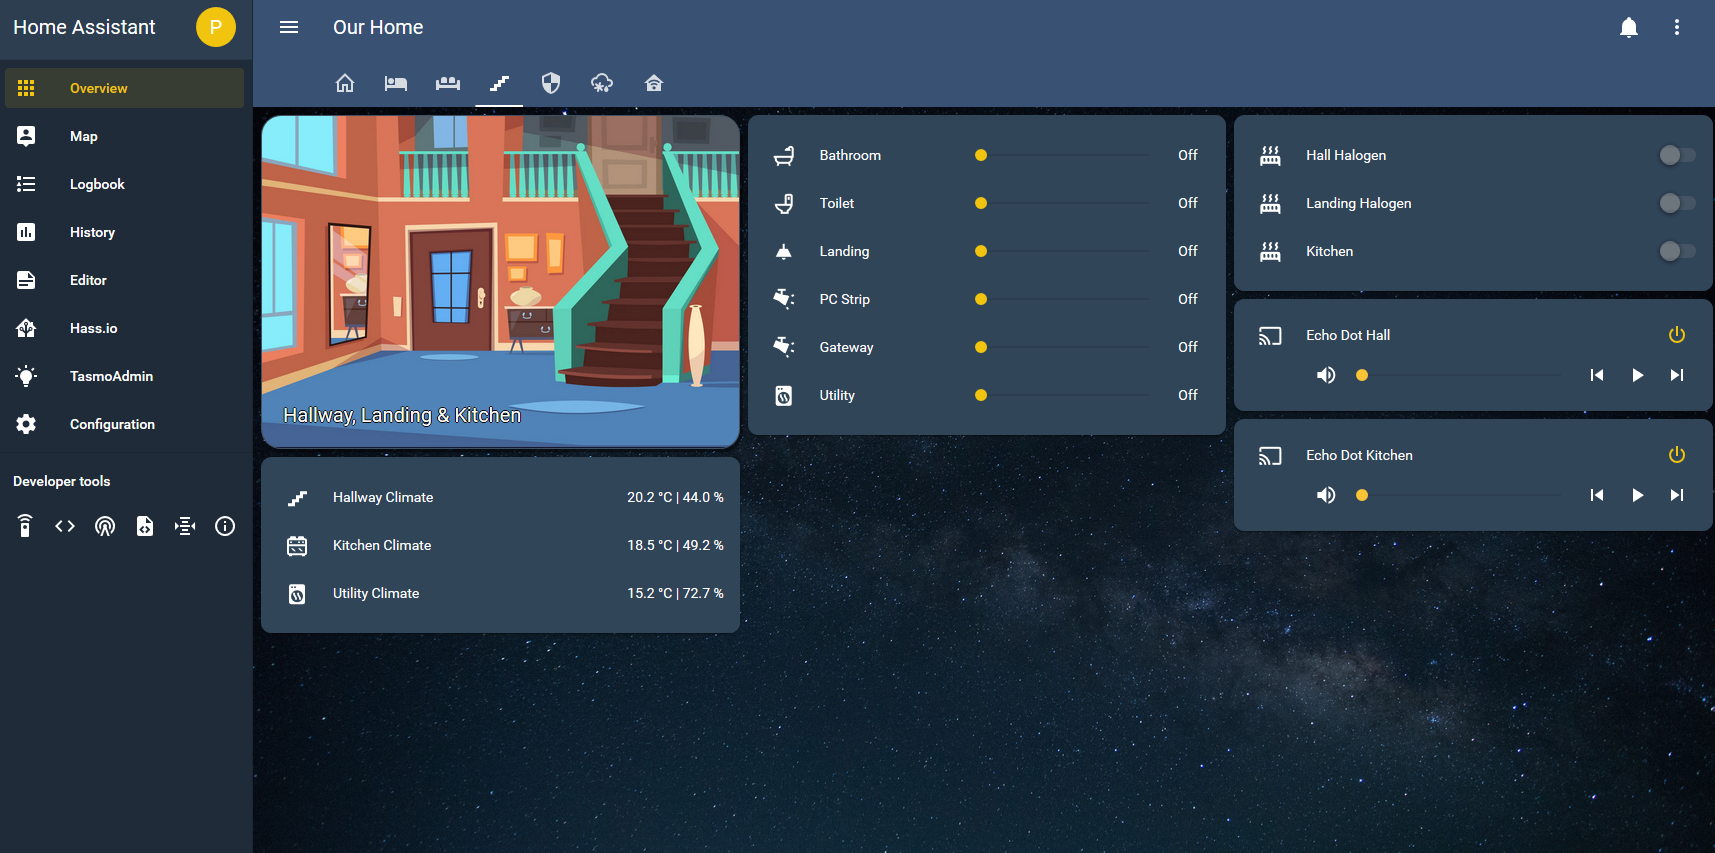 Home Assistant
P
Overview
Map
Logbook
History
Editor
Hass.io
TasmoAdmin
Configuration
Developer tools
Our Home
Hallway, Landing & Kitchen
Hallway Climate 20.2 °C | 44.0 %
Kitchen Climate 18.5 °C | 49.2 %
Utility Climate 15.2 °C | 72.7 %
Bathroom Off
Toilet Off
Landing Off
PC Strip Off
Gateway Off
Utility Off
Hall Halogen
Landing Halogen
Kitchen
Echo Dot Hall
Echo Dot Kitchen